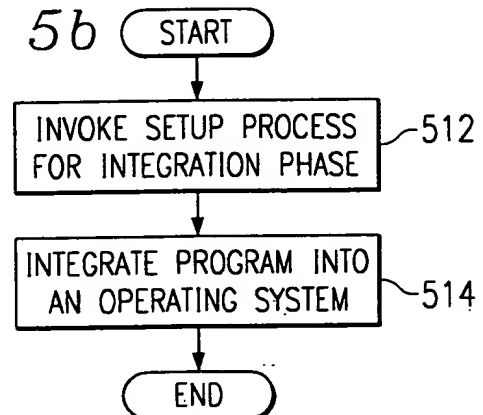 5b
START
INVOKE SETUP PROCESS
FOR INTEGRATION PHASE
512
INTEGRATE PROGRAM INTO
AN OPERATING SYSTEM
514
END